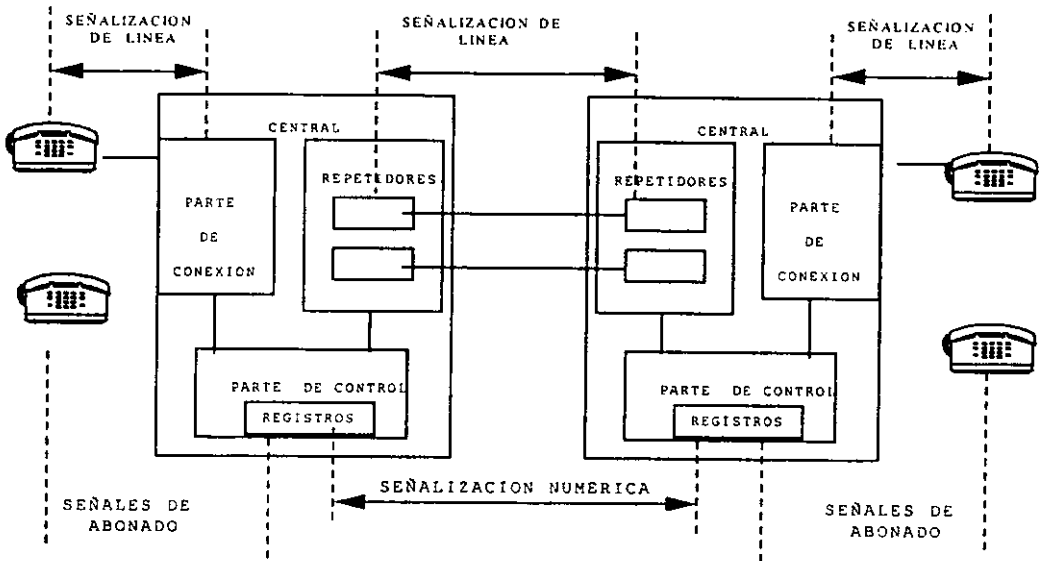 SEÑALIZACION
DE LINEA
SEÑALIZACION DE
LINEA
SEÑALIZACION
DE LINEA
CENTRAL
REPETIDORES
PARTE
DE
CONEXION
PARTE DE CONTROL
REGISTROS
CENTRAL
REPETIDORES
PARTE
DE
CONEXION
PARTE DE CONTROL
REGISTROS
SEÑALES DE
ABONADO
SEÑALIZACION NUMERICA
SEÑALES DE
ABONADO